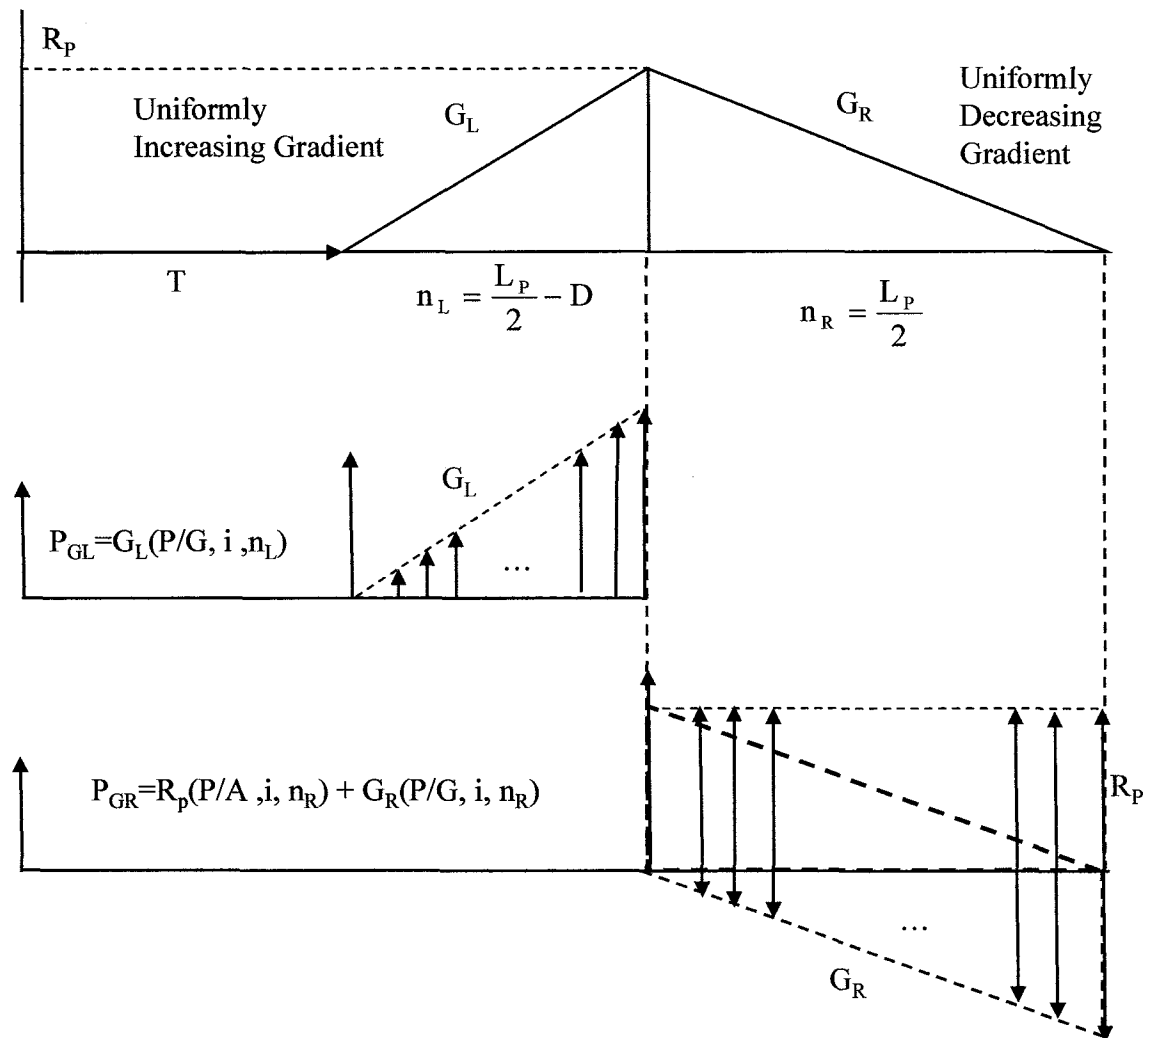 R_P
Uniformly
Increasing Gradient
G_L
G_R
Uniformly
Decreasing
Gradient
T
n_L = L_P/2 − D
n_R = L_P/2
G_L
P_GL=G_L(P/G, i ,n_L)
...
P_GR=R_p(P/A ,i, n_R) + G_R(P/G, i, n_R)
R_P
...
G_R